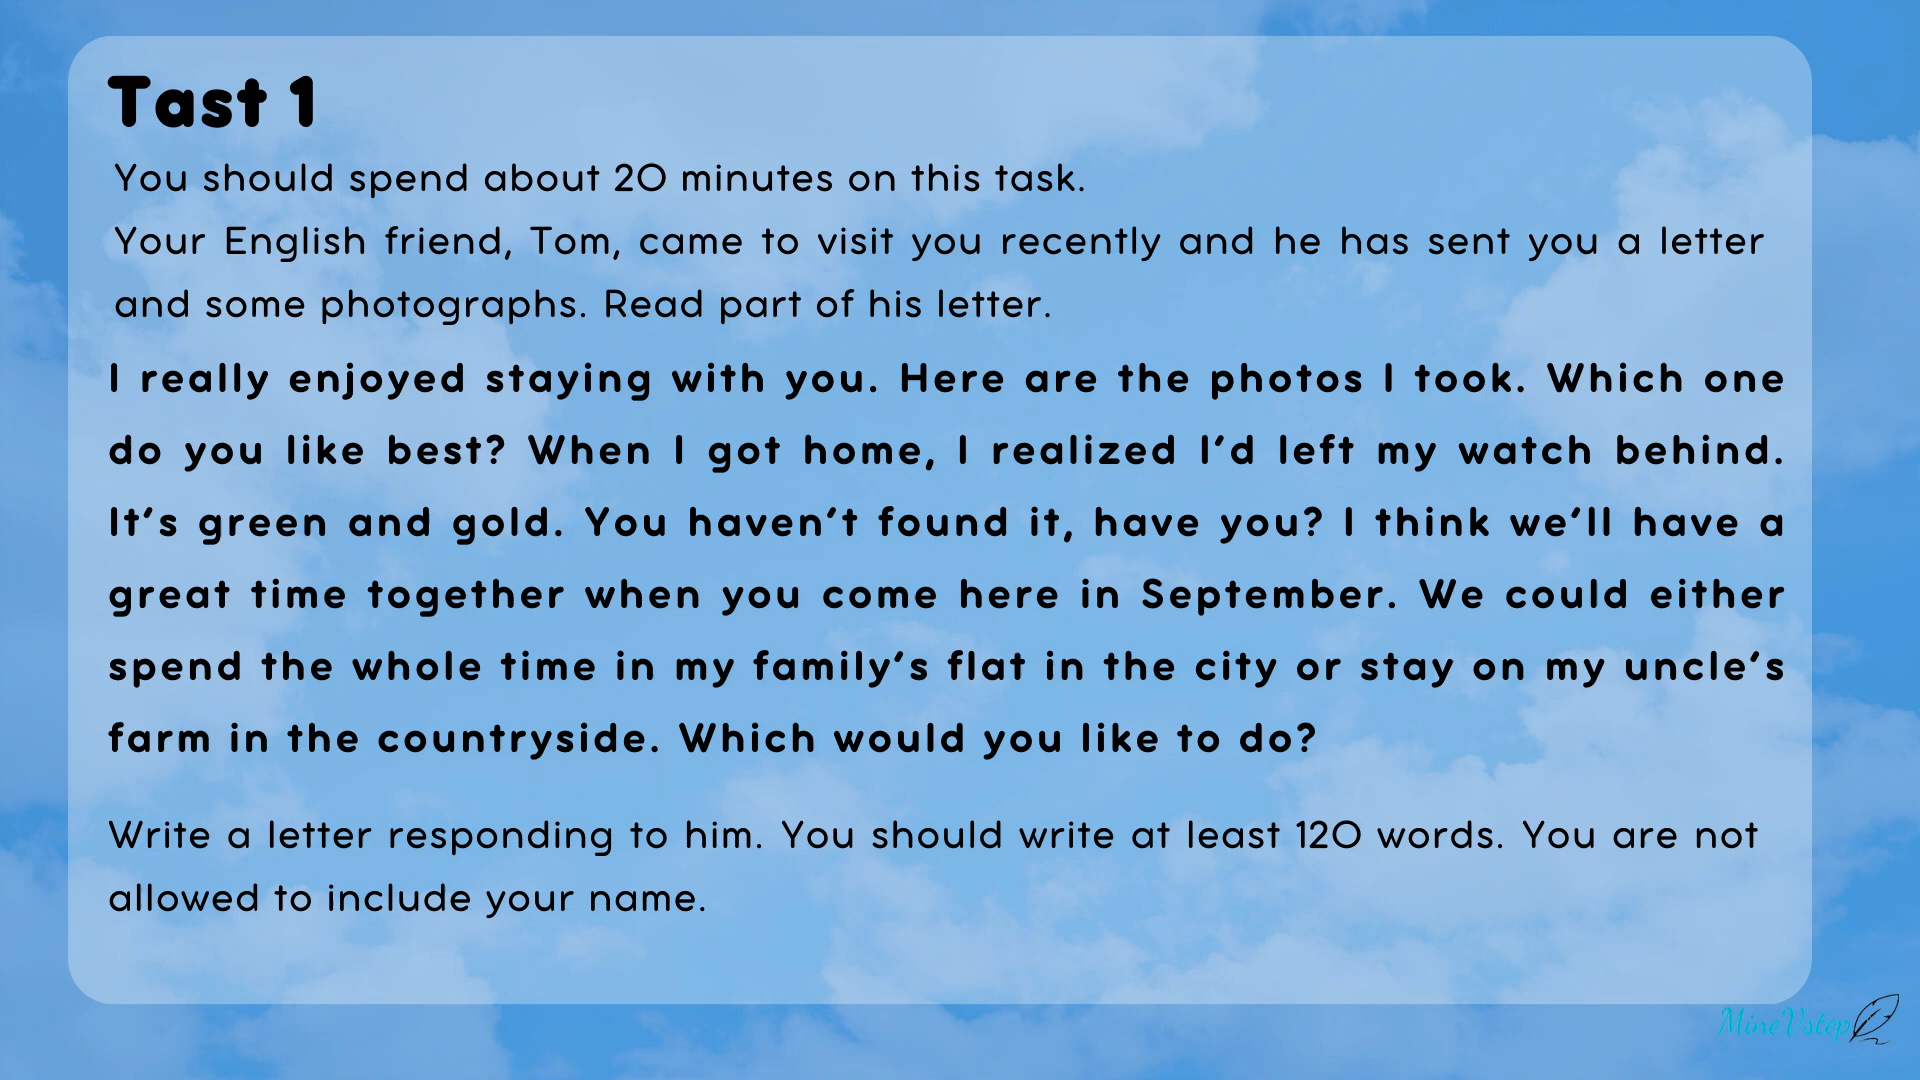 Tast 1
You should spend about 20 minutes on this task.
Your English friend, Tom, came to visit you recently and he has sent you a letter
and some photographs. Read part of his letter.
I really enjoyed staying with you. Here are the photos I took. Which one
do you like best? When I got home, I realized I’d left my watch behind.
It’s green and gold. You haven’t found it, have you? I think we’ll have a
great time together when you come here in September. We could either
spend the whole time in my family’s flat in the city or stay on my uncle’s
farm in the countryside. Which would you like to do?
Write a letter responding to him. You should write at least 120 words. You are not
allowed to include your name.
MineVstep